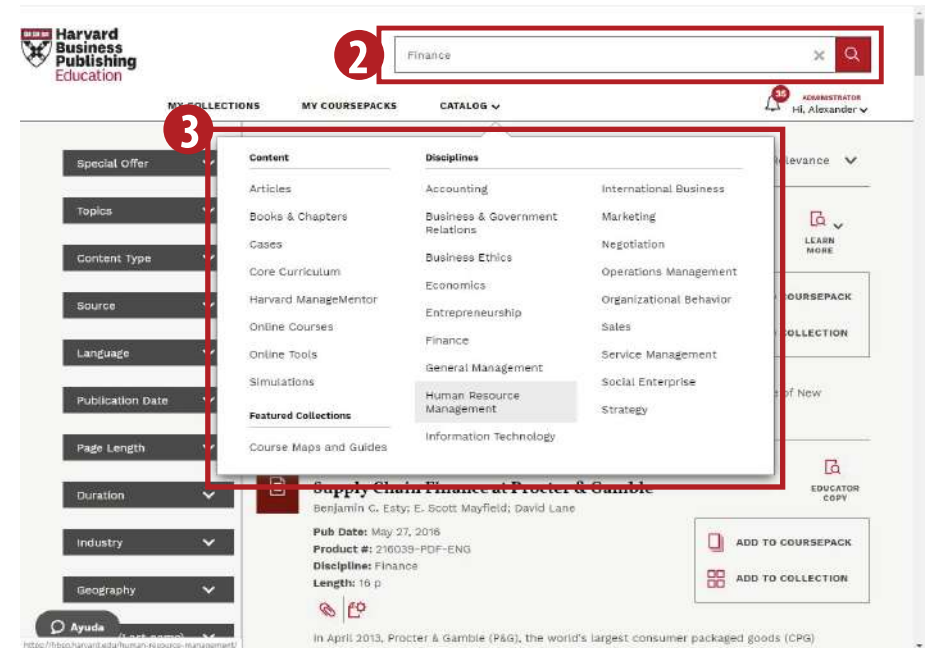 Harvard
Business
Publishing
Education
2
Finance
MY COLLECTIONS MY COURSEPACKS CATALOG
35
ADMINISTRATOR
Hi, Alexander
3
Special Offer
Topics
Content Type
Source
Language
Publication Date
Page Length
Duration
Industry
Geography
Content
Articles
Books & Chapters
Cases
Core Curriculum
Harvard ManageMentor
Online Courses
Online Tools
Simulations
Featured Collections
Course Maps and Guides
Disciplines
Accounting
Business & Government
Relations
Business Ethics
Economics
Entrepreneurship
Finance
General Management
Human Resource
Management
Information Technology
International Business
Marketing
Negotiation
Operations Management
Organizational Behavior
Sales
Service Management
Social Enterprise
Strategy
LEARN
MORE
COURSEPACK
COLLECTION
of New
Supply Chain Finance at Procter & Gamble
Benjamin C. Esty; E. Scott Mayfield; David Lane
Pub Date: May 27, 2016
Product #: 216039-PDF-ENG
Discipline: Finance
Length: 16 p
EDUCATOR
COPY
ADD TO COURSEPACK
ADD TO COLLECTION
In April 2013, Procter & Gamble (P&G), the world's largest consumer packaged goods (CPG)
Ayuda